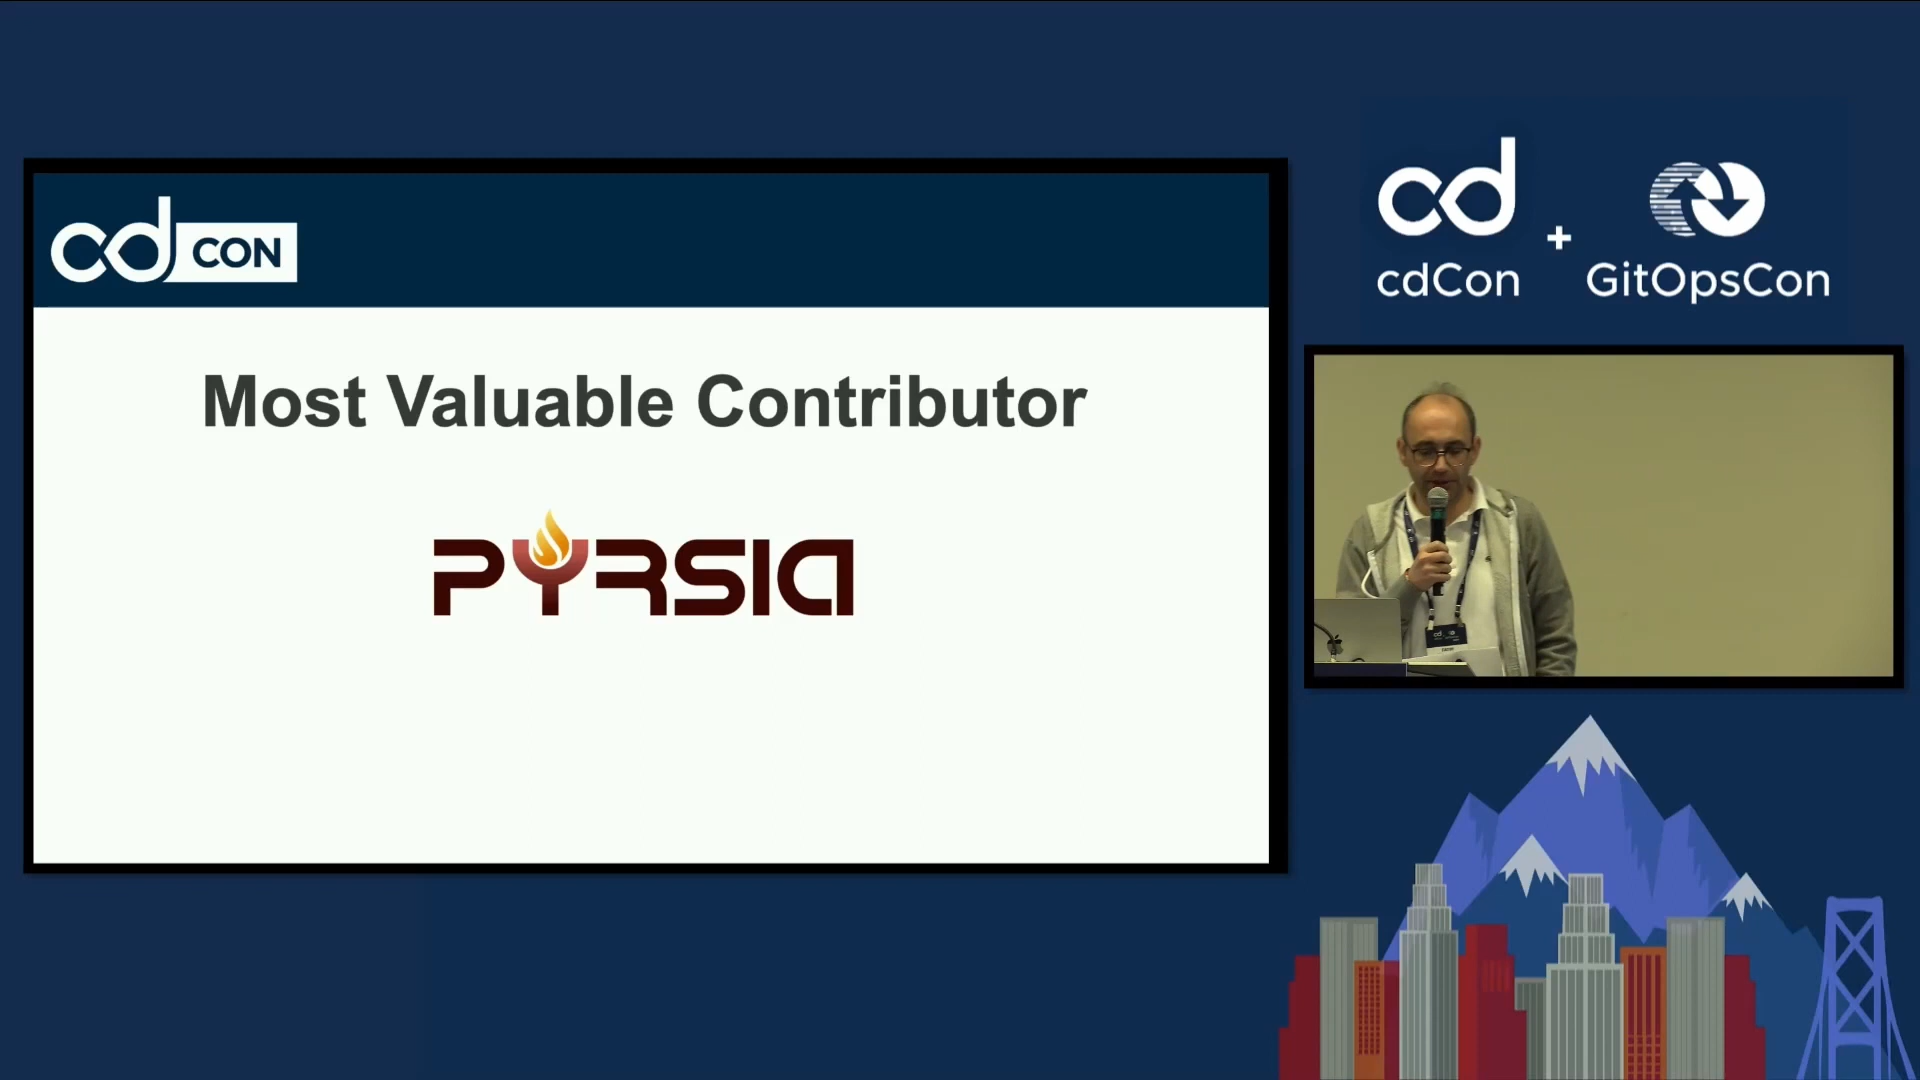 cd CON
Most Valuable Contributor
PYRSIA
cd
+
cdCon
GitOpsCon